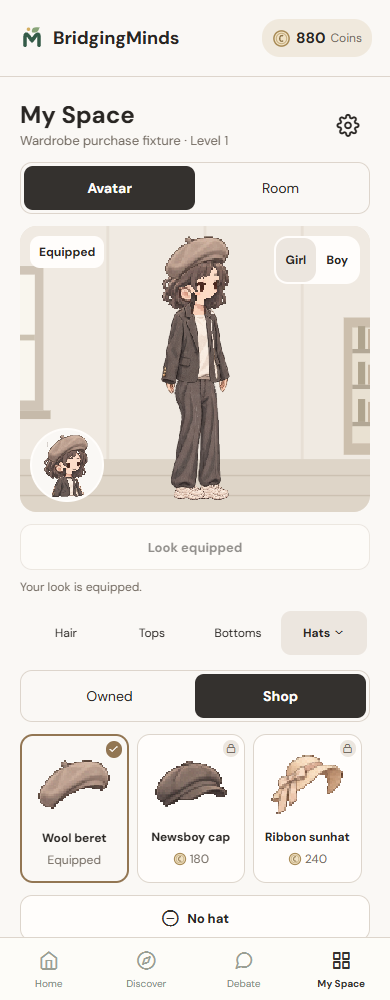 BridgingMinds
880 Coins
My Space
Wardrobe purchase fixture · Level 1
Avatar
Room
Equipped
Girl
Boy
Look equipped
Your look is equipped.
Hair
Tops
Bottoms
Hats
Owned
Shop
Wool beret
Equipped
Newsboy cap
180
Ribbon sunhat
240
No hat
Home
Discover
Debate
My Space